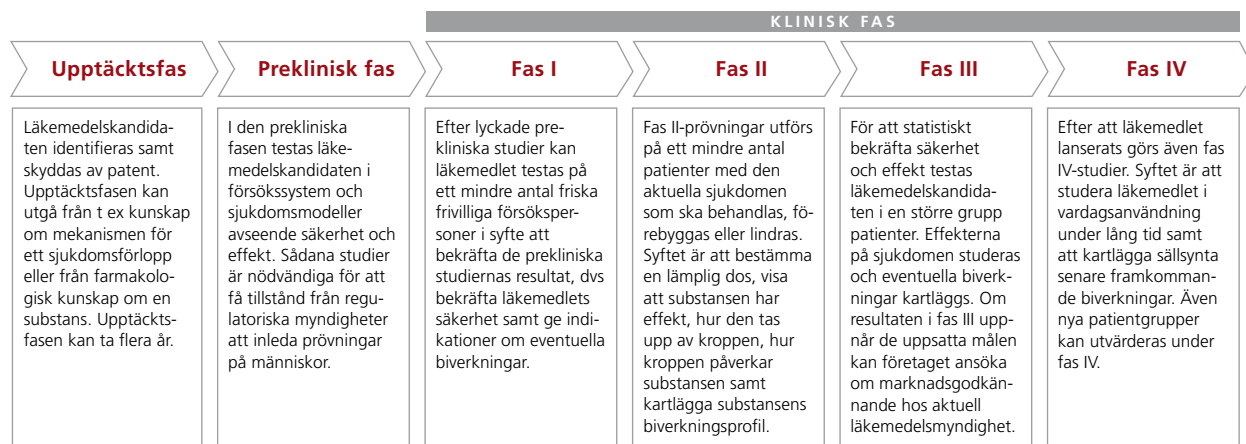 KLINISK FAS
Upptäcktsfas
Preklinisk fas
Fas I
Fas II
Fas III
Fas IV
Läkemedelskandida-
ten identifieras samt
skyddas av patent.
Upptäcktsfasen kan
utgå från t ex kunskap
om mekanismen för
ett sjukdomsförlopp
eller från farmakolo-
gisk kunskap om en
substans. Upptäckts-
fasen kan ta flera år.
I den prekliniska
fasen testas läke-
medelskandidaten i
försökssystem och
sjukdomsmodeller
avseende säkerhet och
effekt. Sådana studier
är nödvändiga för att
få tillstånd från regu-
latoriska myndigheter
att inleda prövningar
på människor.
Efter lyckade pre-
kliniska studier kan
läkemedlet testas på
ett mindre antal friska
frivilliga försöksper-
soner i syfte att
bekräfta de prekliniska
studiernas resultat, dvs
bekräfta läkemedlets
säkerhet samt ge indi-
kationer om eventuella
biverkningar.
Fas II-prövningar utförs
på ett mindre antal
patienter med den
aktuella sjukdomen
som ska behandlas, fö-
rebyggas eller lindras.
Syftet är att bestämma
en lämplig dos, visa
att substansen har
effekt, hur den tas
upp av kroppen, hur
kroppen påverkar
substansen samt
kartlägga substansens
biverkningsprofil.
För att statistiskt
bekräfta säkerhet
och effekt testas
läkemedelskandida-
ten i en större grupp
patienter. Effekterna
på sjukdomen studeras
och eventuella biverk-
ningar kartläggs. Om
resultaten i fas III upp-
når de uppsatta målen
kan företaget ansöka
om marknadsgodkän-
nande hos aktuell
läkemedelsmyndighet.
Efter att läkemedlet
lanserats görs även fas
IV-studier. Syftet är att
studera läkemedlet i
vardagsanvändning
under lång tid samt
att kartlägga sällsynta
senare framkomman-
de biverkningar. Även
nya patientgrupper
kan utvärderas under
fas IV.